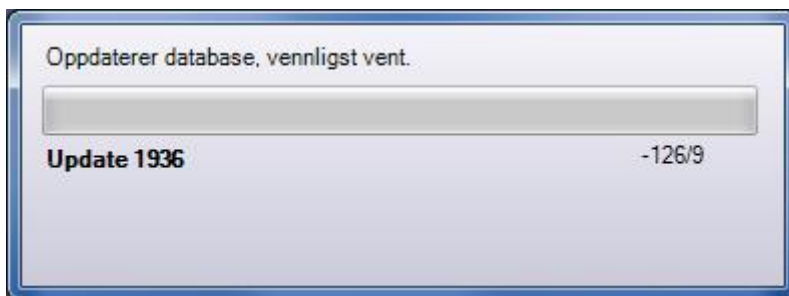 Oppdaterer database, vennligst vent.
Update 1936
-126/9